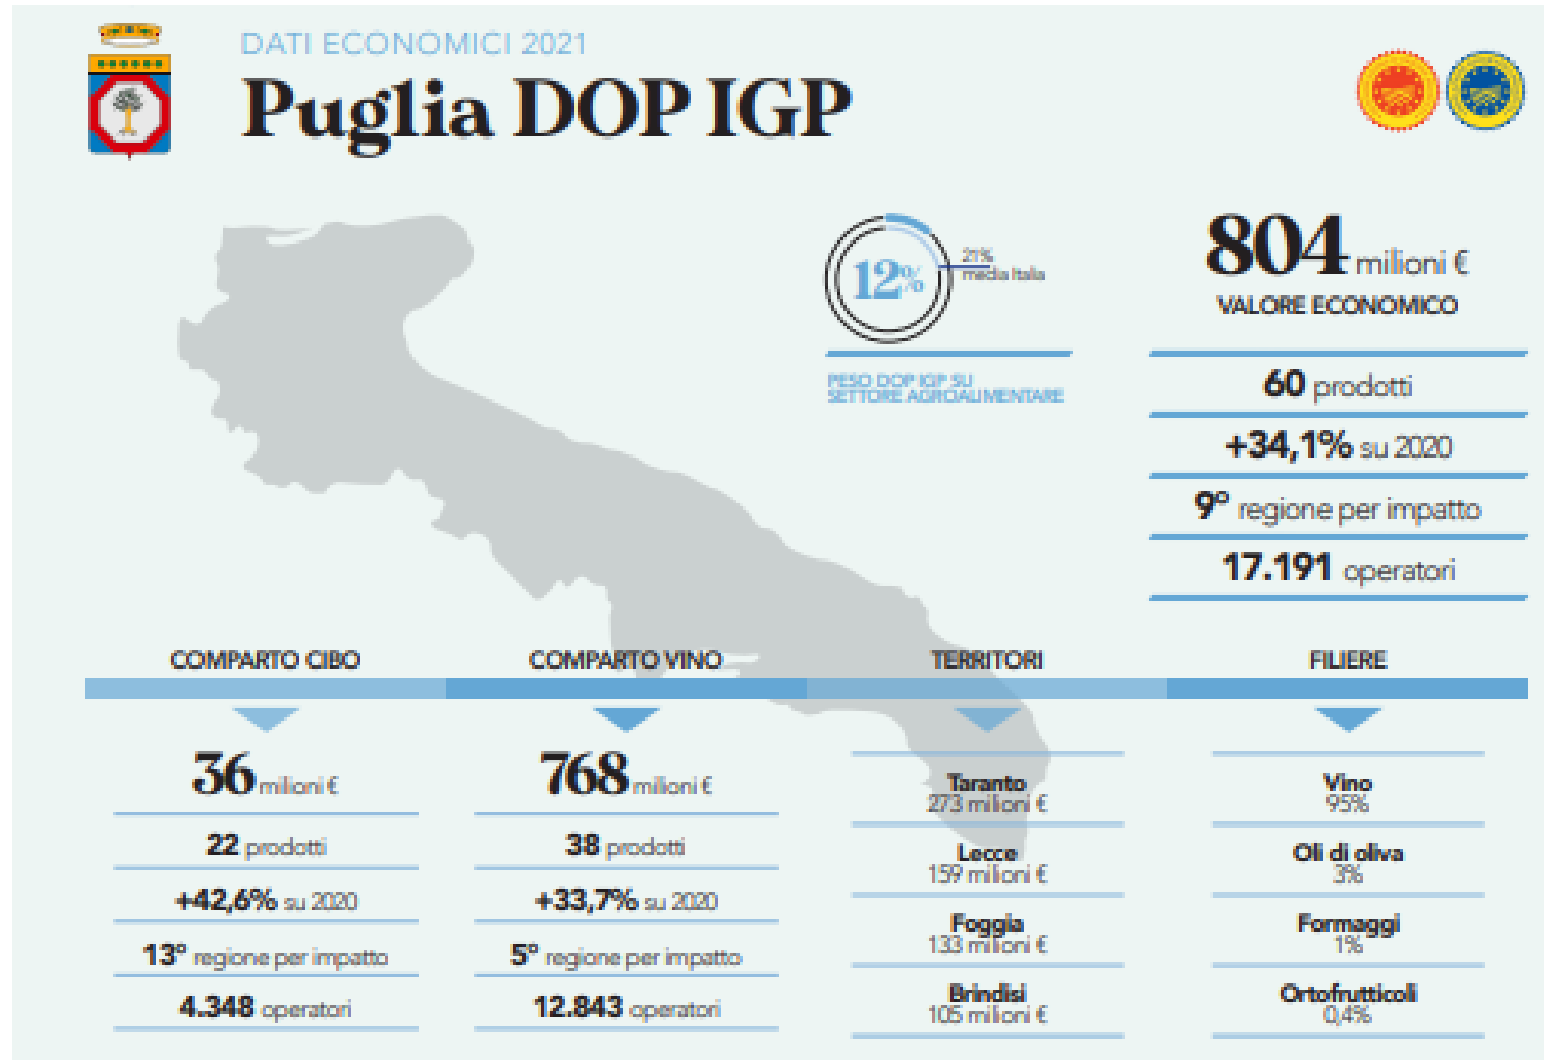 DATI ECONOMICI 2021
Puglia DOP IGP
12%
21%
media Italia
PESO DOP IGP SU
SETTORE AGROALIMENTARE
804 milioni €
VALORE ECONOMICO
60 prodotti
+34,1% su 2020
9° regione per impatto
17.191 operatori
COMPARTO CIBO
36 milioni €
22 prodotti
+42,6% su 2020
13° regione per impatto
4.348 operatori
COMPARTO VINO
768 milioni €
38 prodotti
+33,7% su 2020
5° regione per impatto
12.843 operatori
TERRITORI
Taranto
273 milioni €
Lecce
159 milioni €
Foggia
133 milioni €
Brindisi
105 milioni €
FILIERE
Vino
95%
Oli di oliva
3%
Formaggi
1%
Ortofrutticoli
0,4%